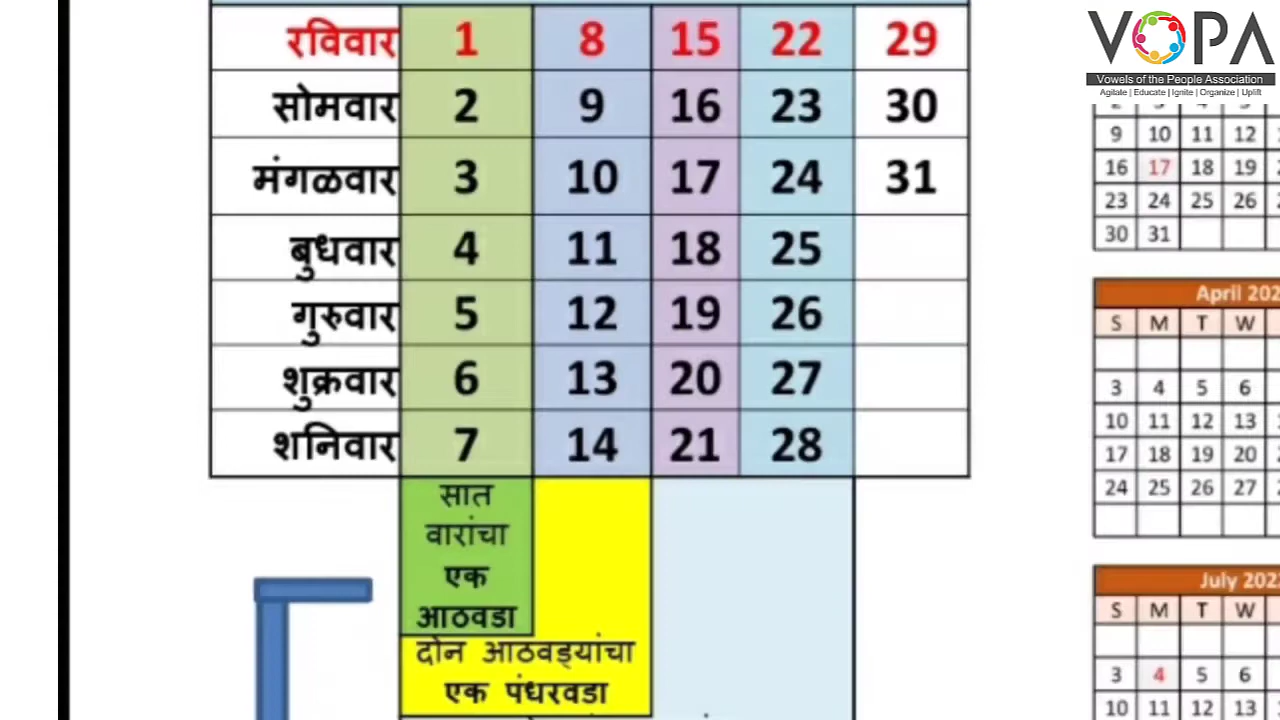 रविवार 1 8 15 22 29
सोमवार 2 9 16 23 30
मंगळवार 3 10 17 24 31
बुधवार 4 11 18 25
गुरुवार 5 12 19 26
शुक्रवार 6 13 20 27
शनिवार 7 14 21 28
सात
वारांचा
एक
आठवडा
दोन आठवड्यांचा
एक पंधरवडा
VOPA
Vowels of the People Association
Agitate | Educate | Ignite | Organize | Uplift
9 10 11 12
16 17 18 19
23 24 25 26
30 31
April 202
S M T W
3 4 5 6
10 11 12 13
17 18 19 20
24 25 26 27
July 202
S M T W
3 4 5 6
10 11 12 13